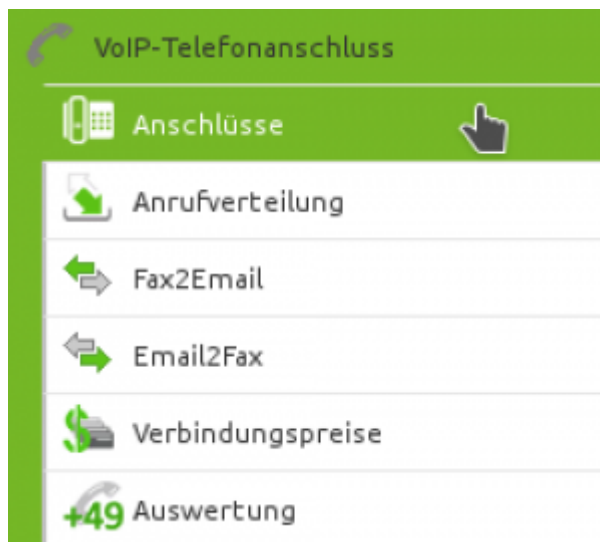 VoIP-Telefonanschluss
Anschlüsse
Anrufverteilung
Fax2Email
Email2Fax
Verbindungspreise
+49 Auswertung